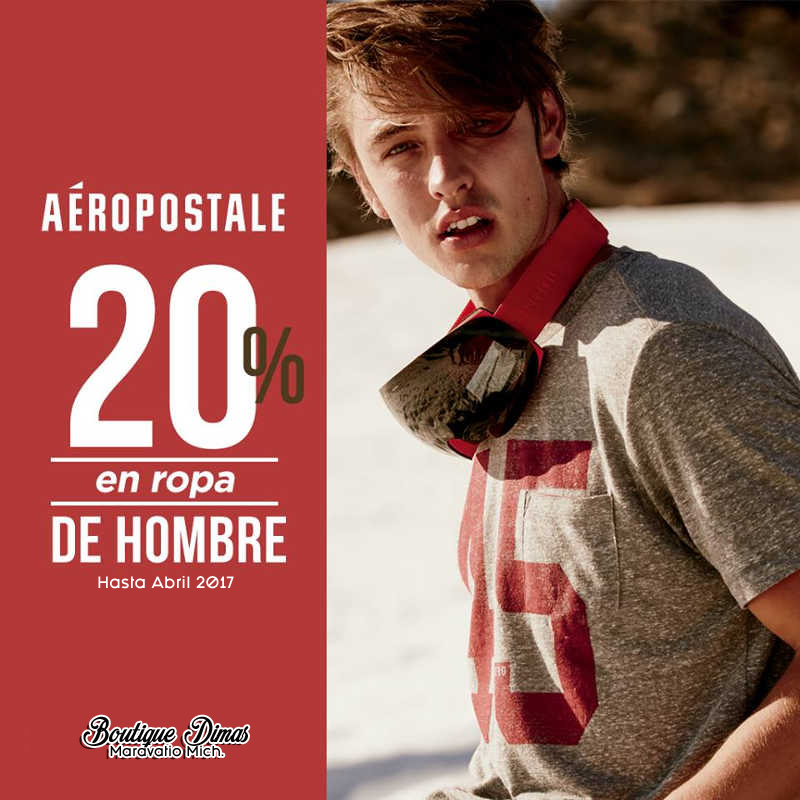 AÉROPOSTALE
20%
en ropa
DE HOMBRE
Hasta Abril 2017
Boutique Dimas
Maravatio Mich.